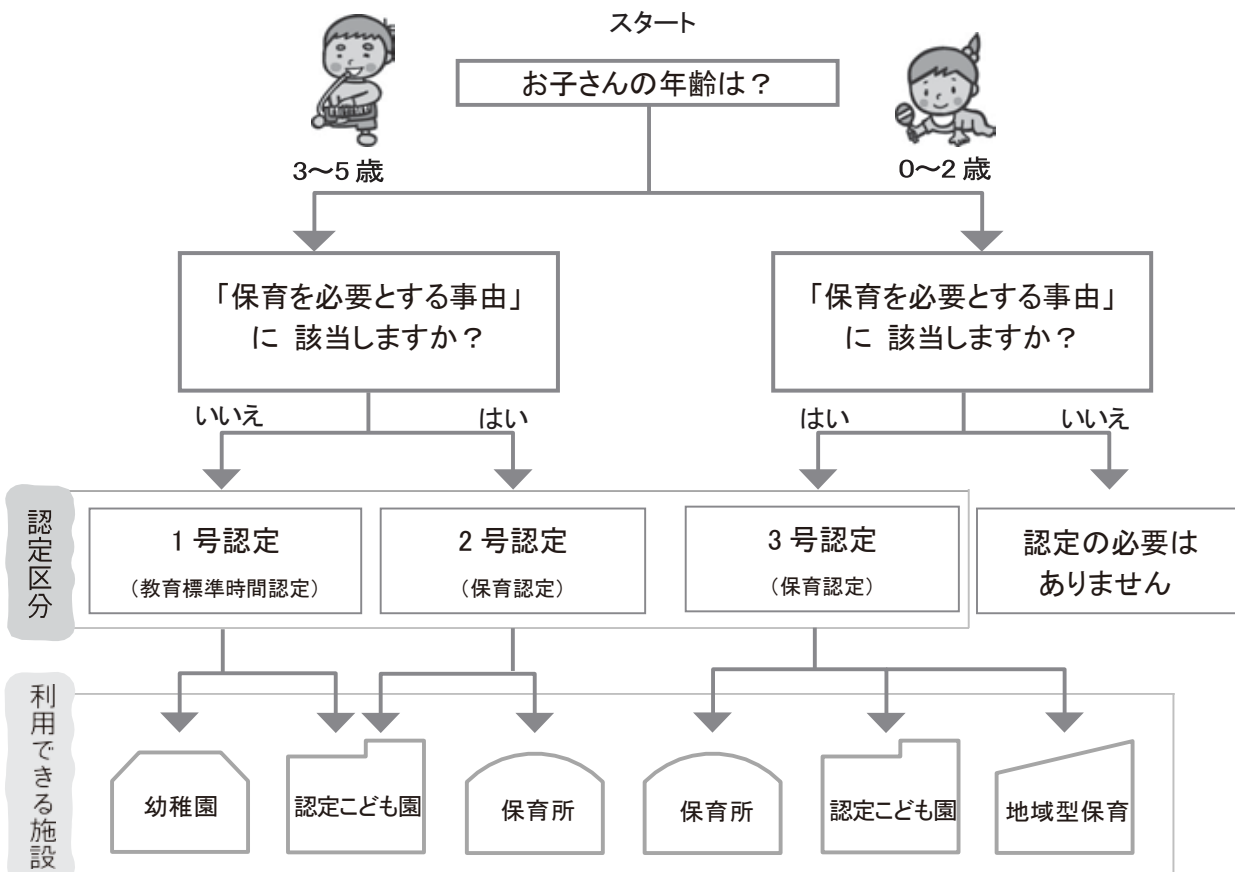 スタート
お子さんの年齢は？
3～5 歳
0～2 歳
「保育を必要とする事由」
に 該当しますか？
「保育を必要とする事由」
に 該当しますか？
いいえ
はい
はい
いいえ
認定区分
1 号認定
（教育標準時間認定）
2 号認定
（保育認定）
3 号認定
（保育認定）
認定の必要は
ありません
利用できる施設
幼稚園
認定こども園
保育所
保育所
認定こども園
地域型保育